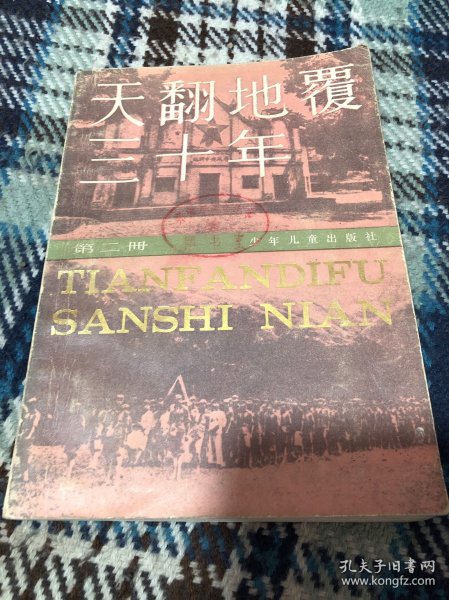 天翻地覆
三十年
第二册
少年儿童出版社
TIANFANDIFU
SANSHI NIAN
孔夫子旧书网
www.kongfz.com